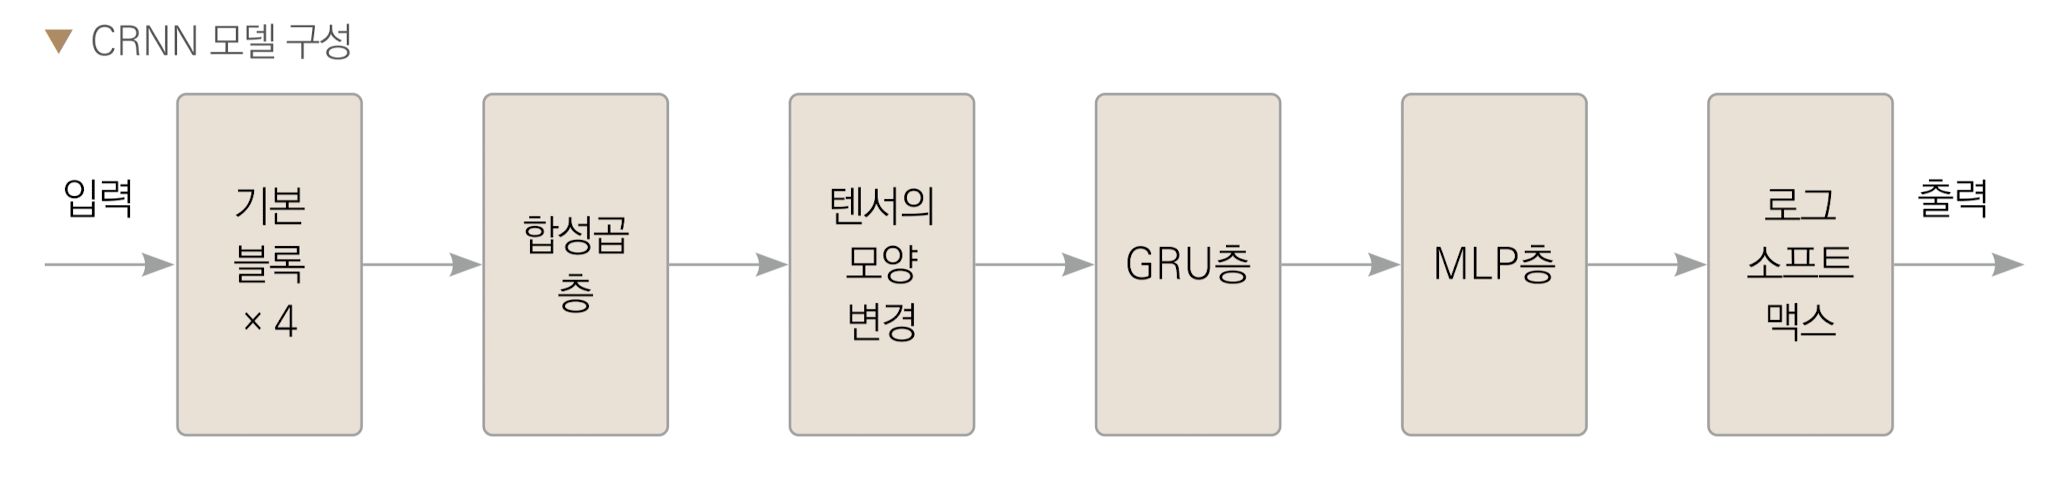 ▼ CRNN 모델 구성
입력
기본
블록
× 4
합성곱
층
텐서의
모양
변경
GRU층
MLP층
로그
소프트
맥스
출력